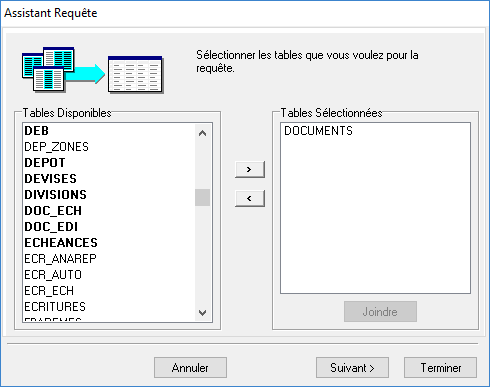 Assistant Requête
Sélectionner les tables que vous voulez pour la
requête.
Tables Disponibles
DEB
DEP_ZONES
DEPOT
DEVISES
DIVISIONS
DOC_ECH
DOC_EDI
ECHEANCES
ECR_ANAREP
ECR_AUTO
ECR_ECH
ECRITURES
>
<
Tables Sélectionnées
DOCUMENTS
Joindre
Annuler
Suivant >
Terminer